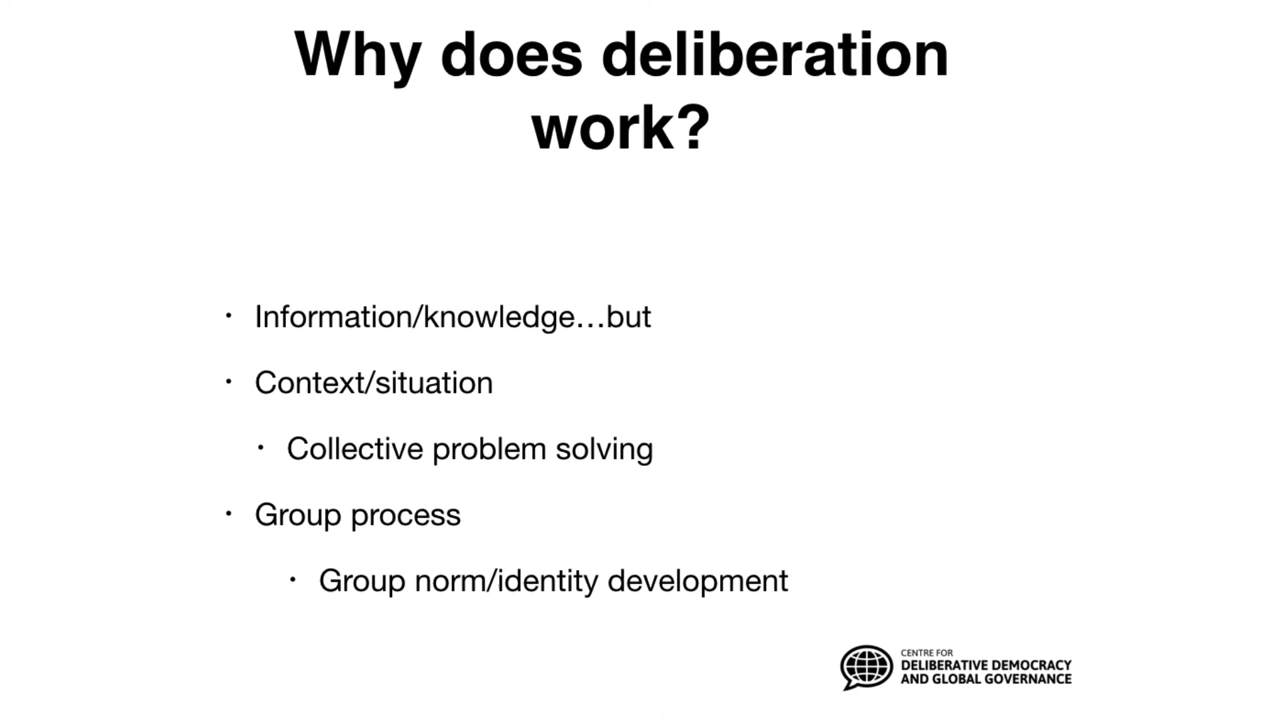 Why does deliberation
work?
• Information/knowledge…but
• Context/situation
• Collective problem solving
• Group process
• Group norm/identity development
CENTRE FOR
DELIBERATIVE DEMOCRACY
AND GLOBAL GOVERNANCE